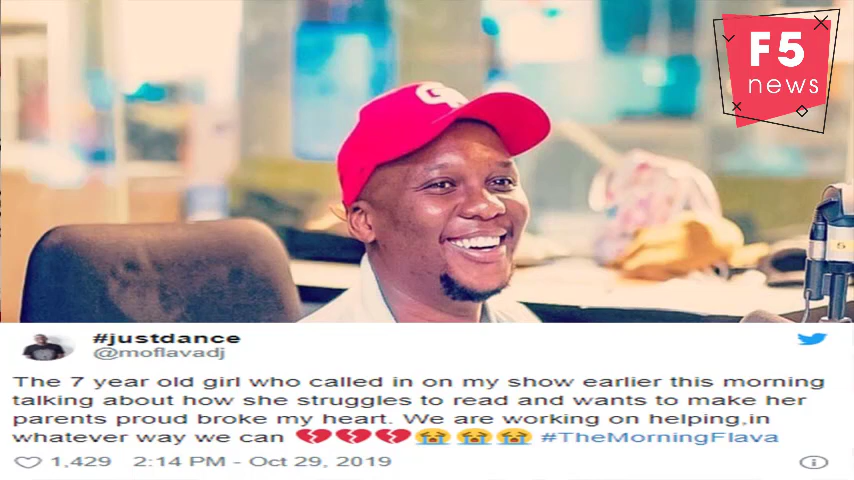 F5
news
#justdance
@moflavadj
The 7 year old girl who called in on my show earlier this morning
talking about how she struggles to read and wants to make her
parents proud broke my heart. We are working on helping,in
whatever way we can 💔💔💔😭😭😭 #TheMorningFlava
1,429 2:14 PM - Oct 29, 2019